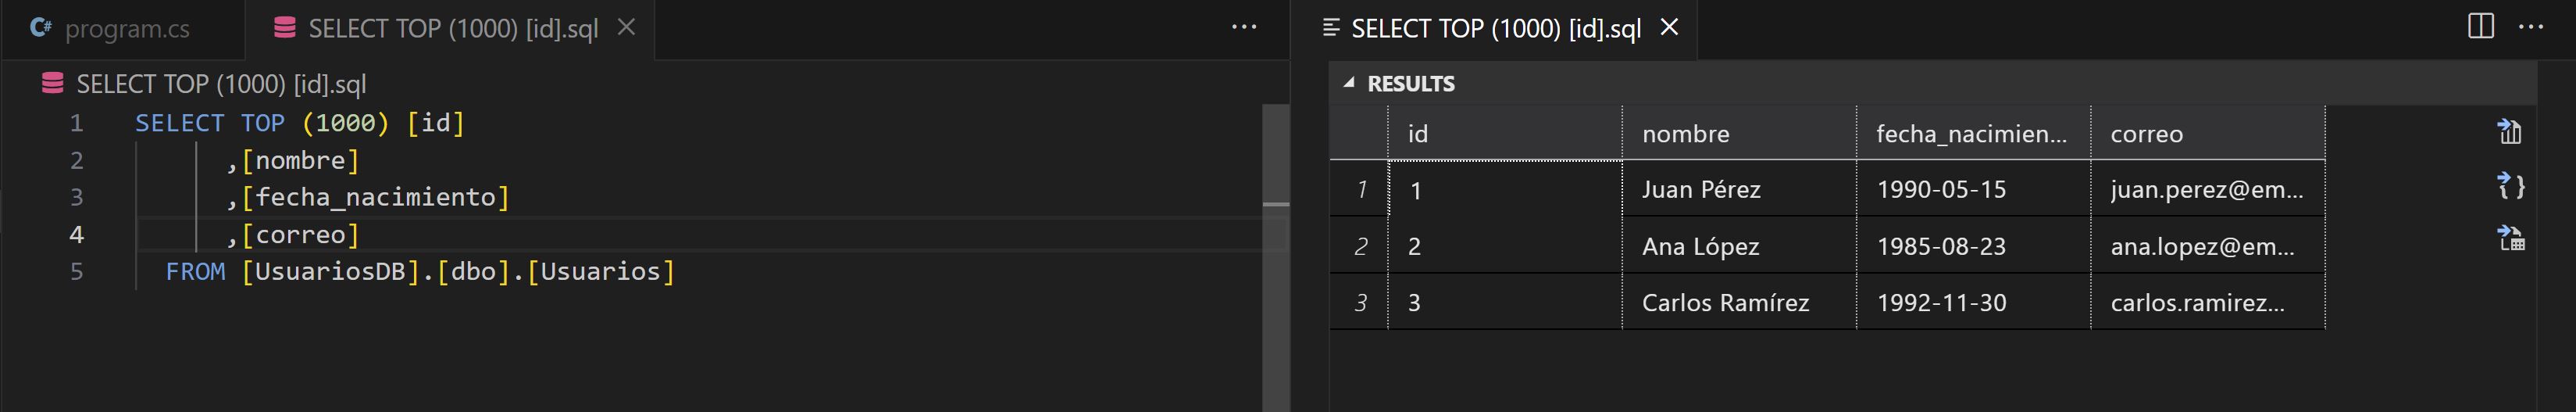 program.cs
SELECT TOP (1000) [id].sql
SELECT TOP (1000) [id].sql
1 SELECT TOP (1000) [id]
2 ,[nombre]
3 ,[fecha_nacimiento]
4 ,[correo]
5 FROM [UsuariosDB].[dbo].[Usuarios]
SELECT TOP (1000) [id].sql
RESULTS
id nombre fecha_nacimien... correo
1 1 Juan Pérez 1990-05-15 juan.perez@em...
2 2 Ana López 1985-08-23 ana.lopez@em...
3 3 Carlos Ramírez 1992-11-30 carlos.ramirez...